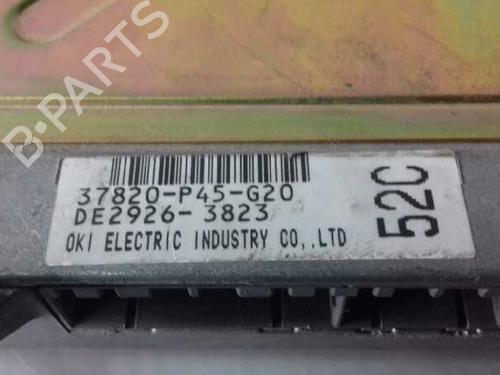 B-PARTS
37820-P45-G20
DE2926-3823
OKI ELECTRIC INDUSTRY CO,.LTD
52C